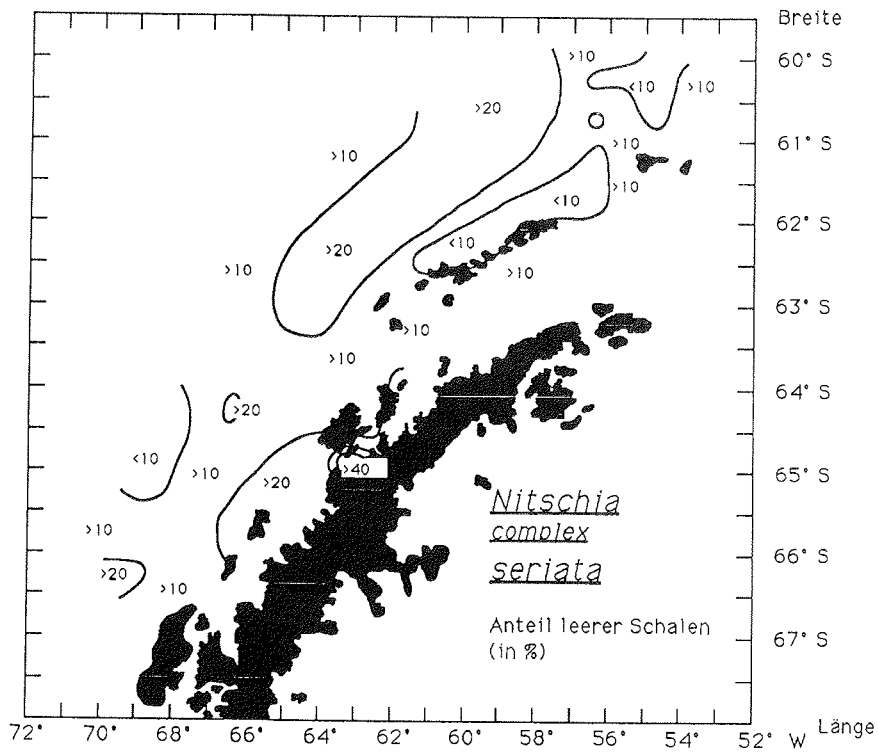 Breite
60° S
>10
<10
>10
>20
61° S
>10
>10
>10
<10
62° S
<10
>20
>10
>10
63° S
>10
>10
64° S
>20
<10
>10
>20
>40
65° S
Nitschia
complex
seriata
>10
66° S
>20
>10
Anteil leerer Schalen
(in %)
67° S
72° 70° 68° 66° 64° 62° 60° 58° 56° 54° 52° W Länge